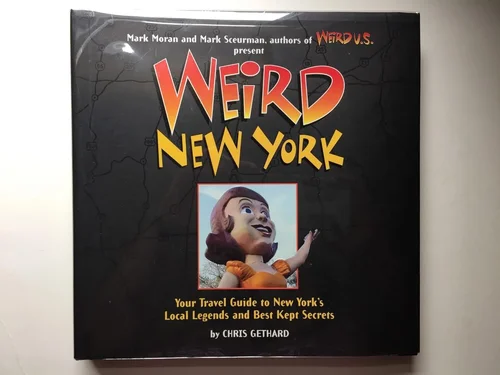 Mark Moran and Mark Sceurman, authors of WEIRD U.S.
present
WEIRD
NEW YORK
Your Travel Guide to New York's
Local Legends and Best Kept Secrets
by CHRIS GETHARD